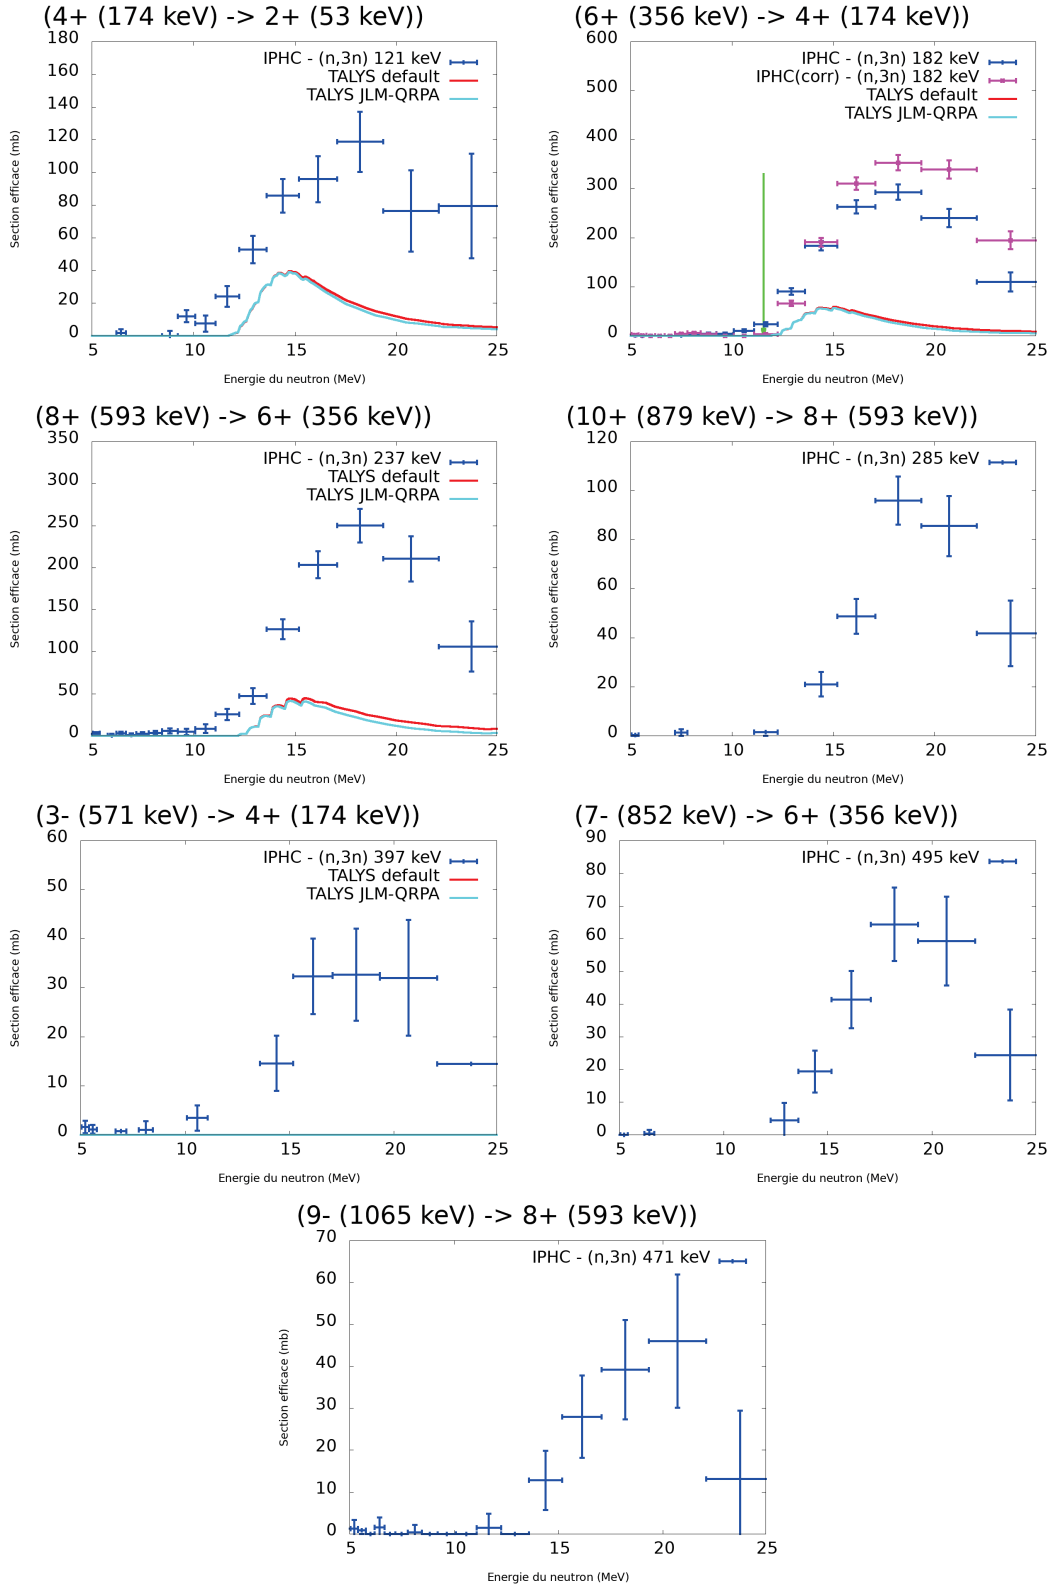 (4+ (174 keV) -> 2+ (53 keV))
IPHC - (n,3n) 121 keV
TALYS default
TALYS JLM-QRPA
Section efficace (mb)
180
160
140
120
100
80
60
40
20
0
5 10 15 20 25
Energie du neutron (MeV)
(6+ (356 keV) -> 4+ (174 keV))
IPHC - (n,3n) 182 keV
IPHC(corr) - (n,3n) 182 keV
TALYS default
TALYS JLM-QRPA
Section efficace (mb)
600
500
400
300
200
100
0
5 10 15 20 25
Energie du neutron (MeV)
(8+ (593 keV) -> 6+ (356 keV))
IPHC - (n,3n) 237 keV
TALYS default
TALYS JLM-QRPA
Section efficace (mb)
350
300
250
200
150
100
50
0
5 10 15 20 25
Energie du neutron (MeV)
(10+ (879 keV) -> 8+ (593 keV))
IPHC - (n,3n) 285 keV
Section efficace (mb)
120
100
80
60
40
20
0
5 10 15 20 25
Energie du neutron (MeV)
(3- (571 keV) -> 4+ (174 keV))
IPHC - (n,3n) 397 keV
TALYS default
TALYS JLM-QRPA
Section efficace (mb)
60
50
40
30
20
10
0
5 10 15 20 25
Energie du neutron (MeV)
(7- (852 keV) -> 6+ (356 keV))
IPHC - (n,3n) 495 keV
Section efficace (mb)
90
80
70
60
50
40
30
20
10
0
5 10 15 20 25
Energie du neutron (MeV)
(9- (1065 keV) -> 8+ (593 keV))
IPHC - (n,3n) 471 keV
Section efficace (mb)
70
60
50
40
30
20
10
0
5 10 15 20 25
Energie du neutron (MeV)